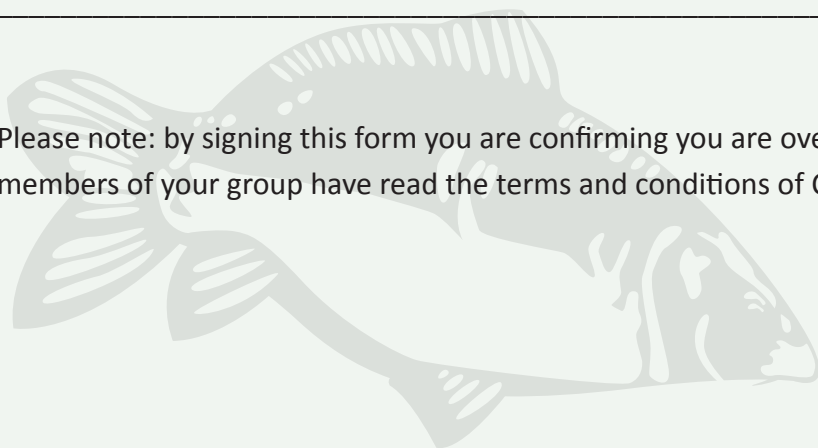 Please note: by signing this form you are confirming you are ove
members of your group have read the terms and conditions of